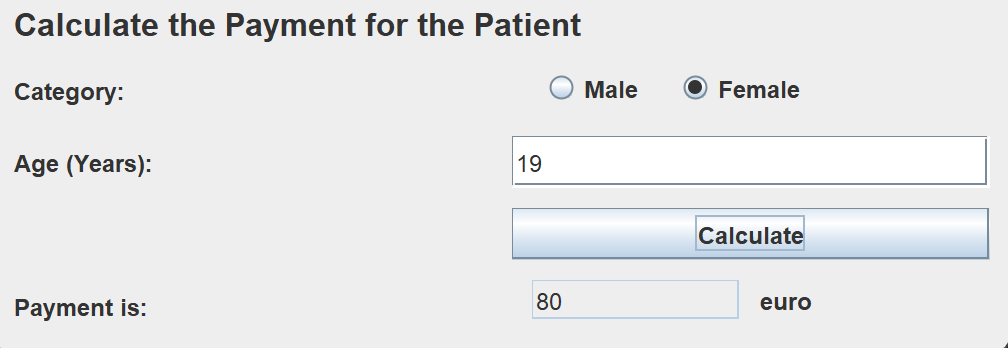 Calculate the Payment for the Patient
Category: Male Female
Age (Years): 19
Calculate
Payment is: 80 euro